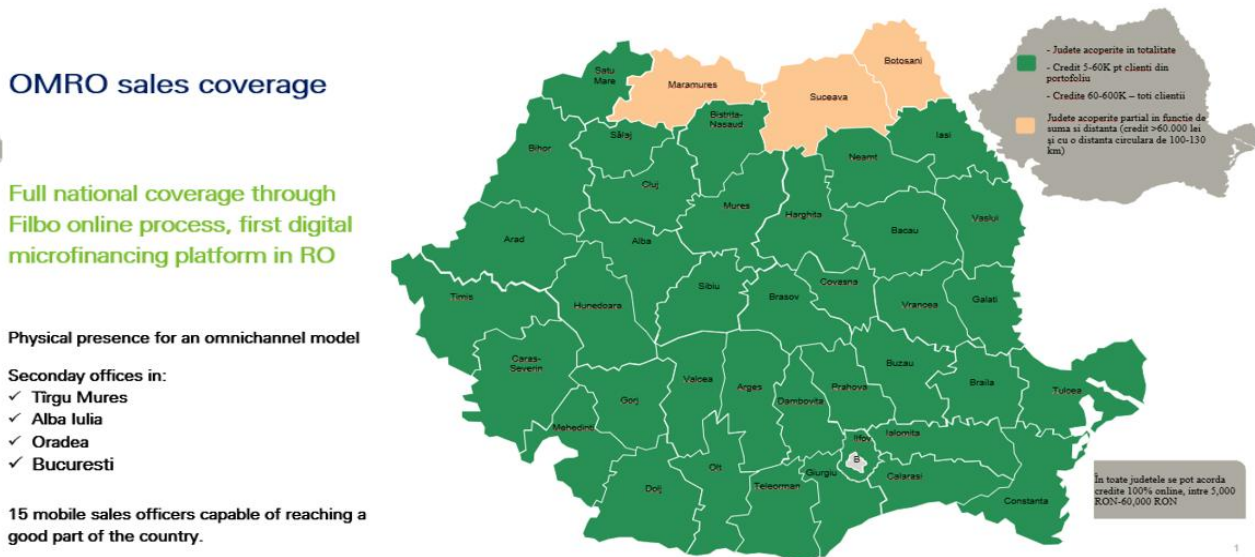 OMRO sales coverage
Full national coverage through
Filbo online process, first digital
microfinancing platform in RO
Physical presence for an omnichannel model
Seconday offices in:
✓ Tîrgu Mures
✓ Alba Iulia
✓ Oradea
✓ Bucuresti
15 mobile sales officers capable of reaching a
good part of the country.
Satu
Mare
Maramures
Suceava
Botosani
Bistrita-
Nasaud
Sălaj
Bihor
Iasi
Neamt
Cluj
Mures
Harghita
Vaslui
Bacau
Arad
Alba
Timis
Hunedoara
Sibiu
Brasov
Covasna
Vrancea
Galati
Caras-
Severin
Gorj
Valcea
Arges
Dambovita
Prahova
Buzau
Braila
Tulcea
Mehedinti
Ilfov
Ialomita
B
Olt
Dolj
Teleorman
Giurgiu
Calarasi
Constanta
- Judete acoperite in totalitate
- Credit 5-60K pt clienti din
portofoliu
- Credite 60-600K – toti clientii
Judete acoperite partial in functie de
suma si distanta (credit >60.000 lei
și cu o distanta circulara de 100-130
km)
În toate judetele se pot acorda
credite 100% online, intre 5,000
RON-60,000 RON
1